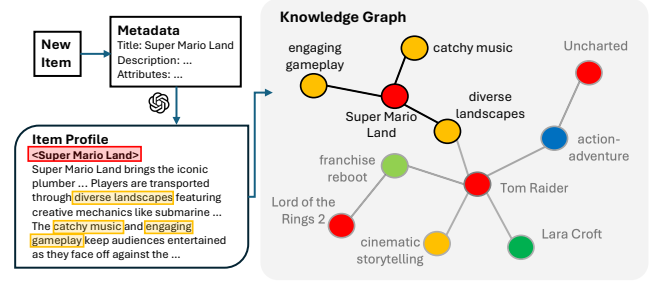 New
Item
Metadata
Title: Super Mario Land
Description: ...
Attributes: ...
Item Profile
<Super Mario Land>
Super Mario Land brings the iconic
plumber ... Players are transported
through diverse landscapes featuring
creative mechanics like submarine ...
The catchy music and engaging
gameplay keep audiences entertained
as they face off against the ...
Knowledge Graph
engaging
gameplay
catchy music
Super Mario
Land
diverse
landscapes
Uncharted
action-
adventure
franchise
reboot
Tom Raider
Lord of the
Rings 2
cinematic
storytelling
Lara Croft